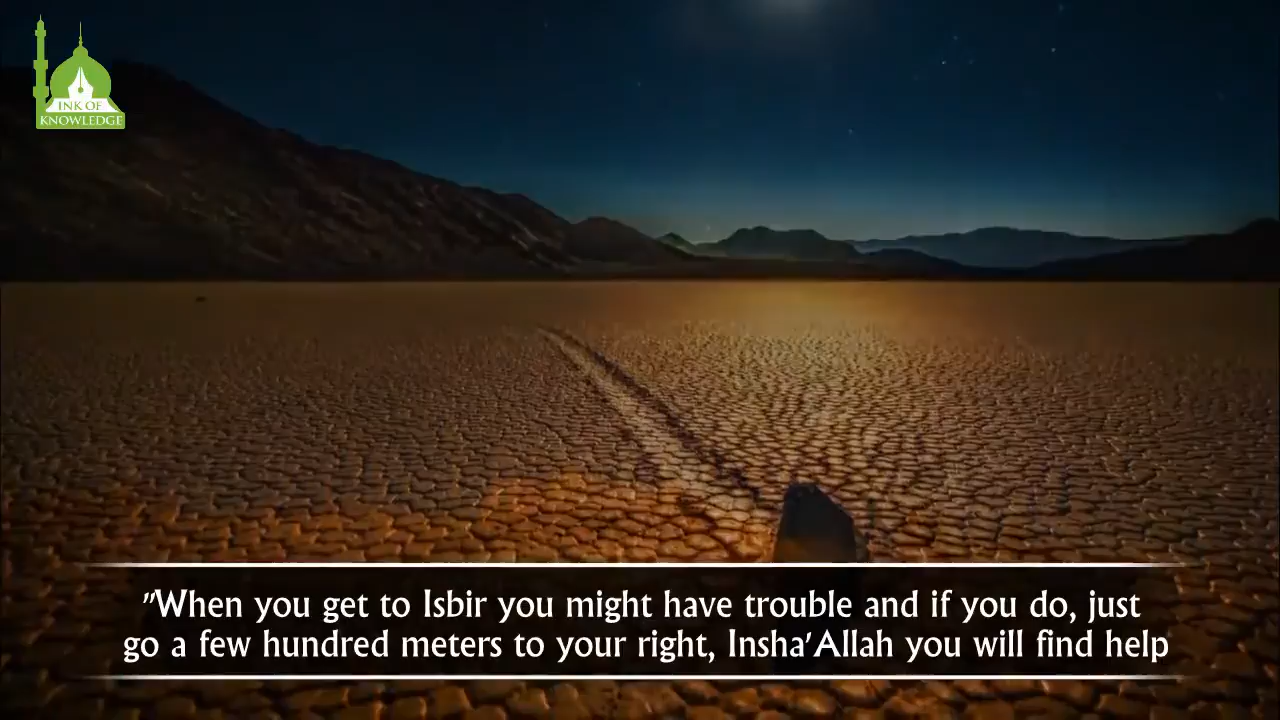 INK OF
KNOWLEDGE
"When you get to Isbir you might have trouble and if you do, just
go a few hundred meters to your right, Insha'Allah you will find help